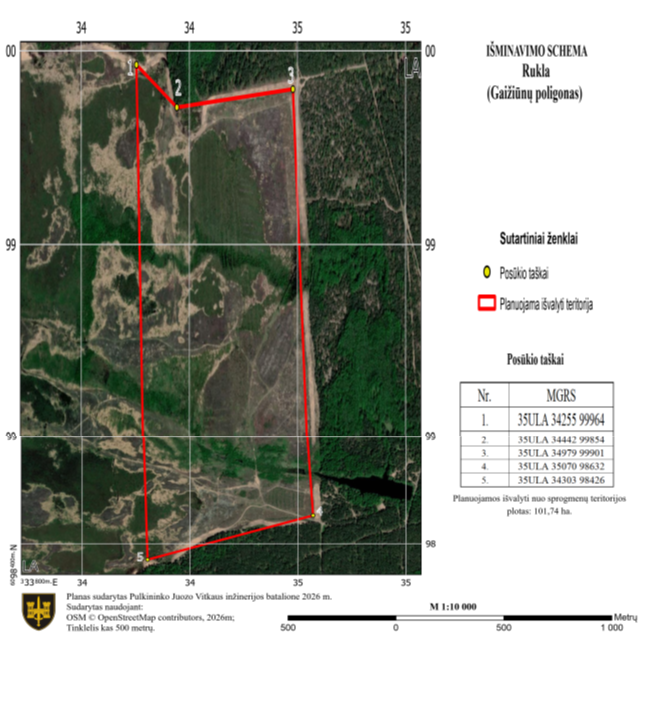 34 34 35 35
IŠMINAVIMO SCHEMA
Rukla
(Gaižiūnų poligonas)
00 00
1
2
3
99 99
Sutartiniai ženklai
Posūkio taškai
Planuojama išvalyti teritorija
Posūkio taškai
Nr. MGRS
1. 35ULA 34255 99964
2. 35ULA 34442 99854
3. 35ULA 34979 99901
4. 35ULA 35070 98632
5. 35ULA 34303 98426
Planuojamos išvalyti nuo sprogmenų teritorijos
plotas: 101,74 ha.
99 99
98
5
34 34 35 35
Planas sudarytas Pulkininko Juozo Vitkaus inžinerijos batalione 2026 m.
Sudarytas naudojant:
OSM © OpenStreetMap contributors, 2026m;
Tinklelis kas 500 metrų.
M 1:10 000
Metrų
500 0 500 1 000